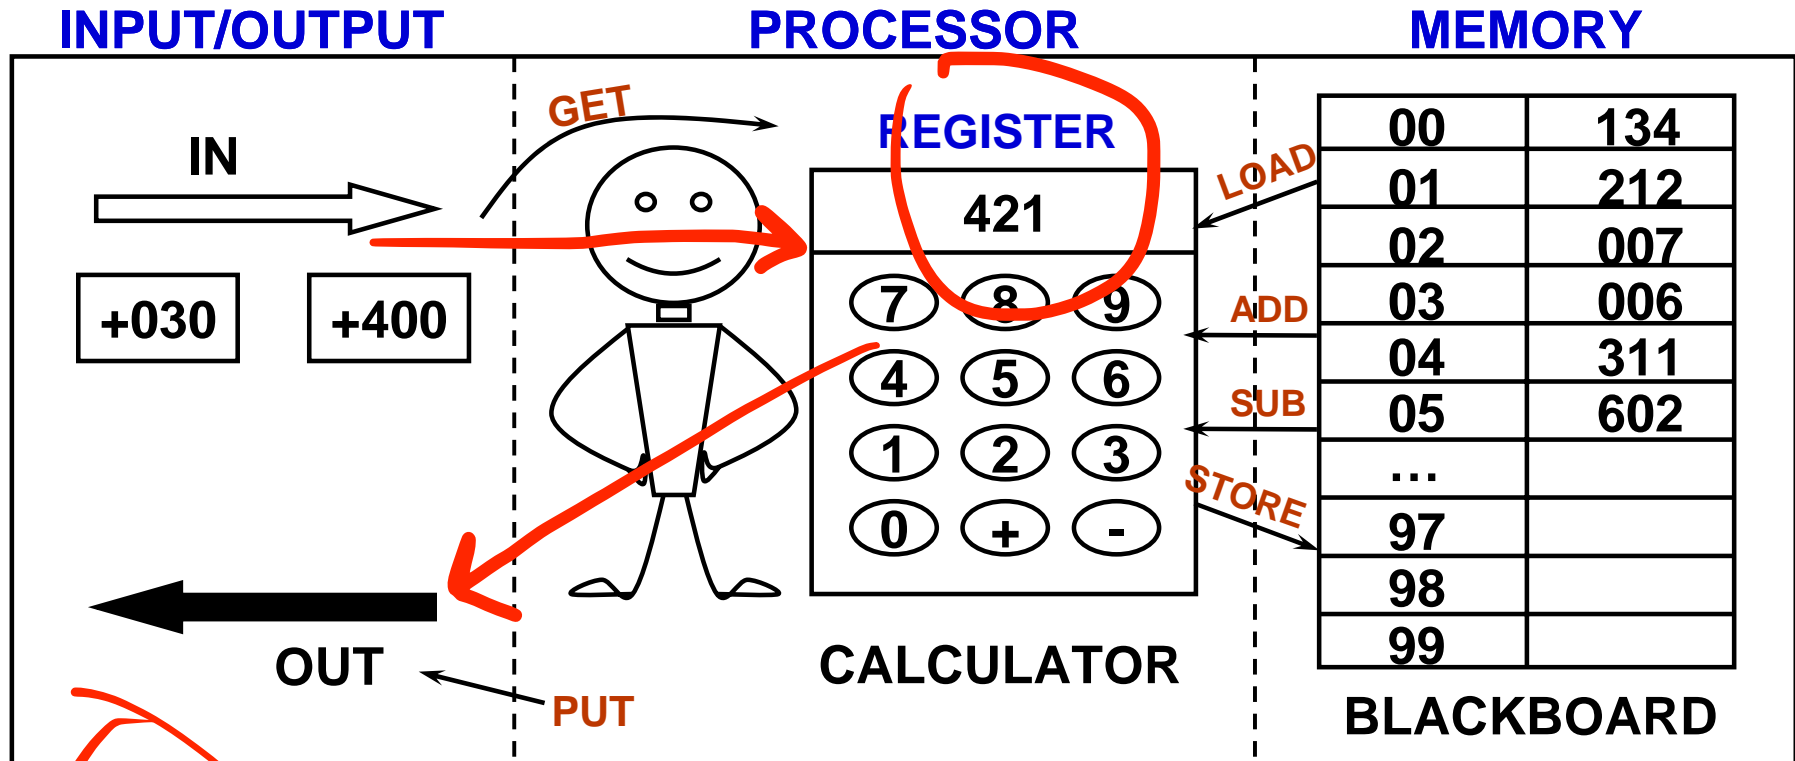 INPUT/OUTPUT PROCESSOR MEMORY
IN
+030 +400
OUT
GET
PUT
REGISTER
421
7 8 9
4 5 6
1 2 3
0 + -
CALCULATOR
LOAD
ADD
SUB
STORE
00 134
01 212
02 007
03 006
04 311
05 602
...
97
98
99
BLACKBOARD